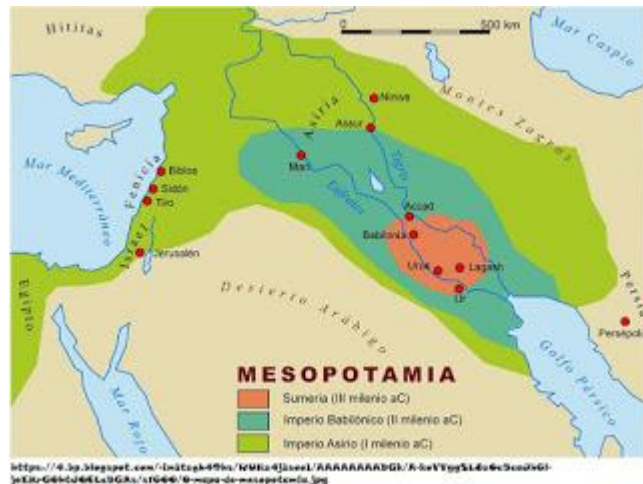 Hititas
0 500 km
Mar Caspio
Asiria
Nínive
Assur
Montes Zagros
Mar Mediterráneo
Fenicia
Biblos
Sidón
Tiro
Mari
Éufrates
Tigris
Accad
Babilonia
Israel
Jerusalén
Uruk
Lagash
Ur
Egipto
Desierto Arábigo
Persia
Persépolis
Golfo Pérsico
Mar Rojo
MESOPOTAMIA
Sumeria (III milenio aC)
Imperio Babilónico (II milenio aC)
Imperio Asirio (I milenio aC)